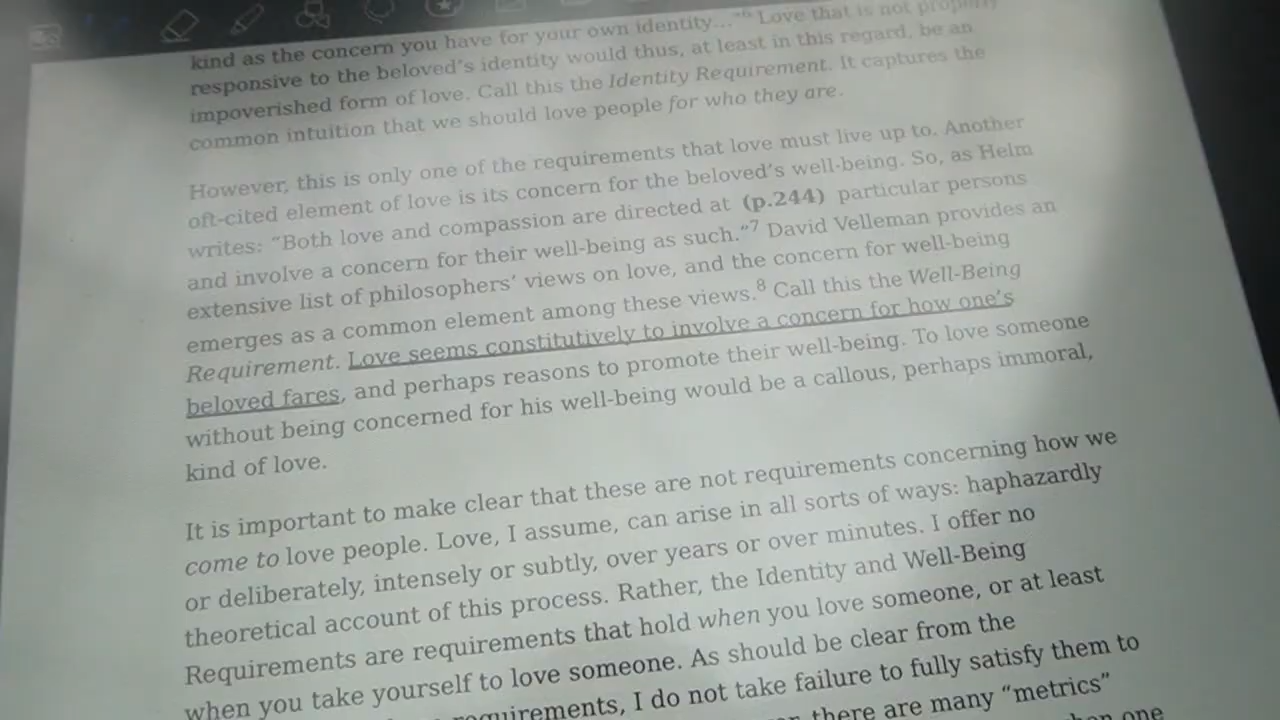 kind as the concern you have for your own identity…”6 Love that is not properly
responsive to the beloved’s identity would thus, at least in this regard, be an
impoverished form of love. Call this the Identity Requirement. It captures the
common intuition that we should love people for who they are.
However, this is only one of the requirements that love must live up to. Another
oft-cited element of love is its concern for the beloved’s well-being. So, as Helm
writes: “Both love and compassion are directed at (p.244) particular persons
and involve a concern for their well-being as such.”7 David Velleman provides an
extensive list of philosophers’ views on love, and the concern for well-being
emerges as a common element among these views.8 Call this the Well-Being
Requirement. Love seems constitutively to involve a concern for how one’s
beloved fares, and perhaps reasons to promote their well-being. To love someone
without being concerned for his well-being would be a callous, perhaps immoral,
kind of love.
It is important to make clear that these are not requirements concerning how we
come to love people. Love, I assume, can arise in all sorts of ways: haphazardly
or deliberately, intensely or subtly, over years or over minutes. I offer no
theoretical account of this process. Rather, the Identity and Well-Being
Requirements are requirements that hold when you love someone, or at least
when you take yourself to love someone. As should be clear from the
requirements, I do not take failure to fully satisfy them to
there are many “metrics”
one